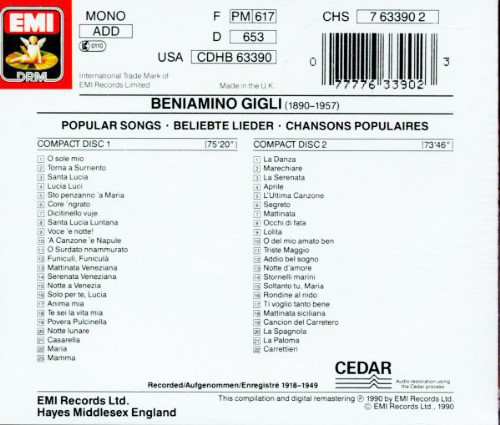 EMI
DRM
MONO
ADD
0110
F PM 617
D 653
USA CDHB 63390
CHS 7 63390 2
International Trade Mark of
EMI Records Limited
Made in the U.K.
0 77776 33902 3
BENIAMINO GIGLI (1890–1957)
POPULAR SONGS · BELIEBTE LIEDER · CHANSONS POPULAIRES
COMPACT DISC 1 [75'20"]
1 O sole mio
2 Torna a Surriento
3 Santa Lucia
4 Lucia Luci
5 Sto penzanno 'a Maria
6 Core 'ngrato
7 Dicitinello vuje
8 Santa Lucia Luntana
9 Voce 'e notte!
10 'A Canzone 'e Napule
11 O Surdato nnammurato
12 Funiculi, Funiculà
13 Mattinata Veneziana
14 Serenata Veneziana
15 Notte a Venezia
16 Solo per te, Lucia
17 Anima mia
18 Te sei la vita mia
19 Povera Pulcinella
20 Notte lunare
21 Casarella
22 Maria
23 Mamma
COMPACT DISC 2 [73'46"]
1 La Danza
2 Marechiare
3 La Serenata
4 Aprile
5 L'Ultima Canzone
6 Segreto
7 Mattinata
8 Occhi di fata
9 Lolita
10 O del mio amato ben
11 Triste Maggio
12 Addio bel sogno
13 Notte d'amore
14 Stornelli marini
15 Soltanto tu, Maria
16 Rondine al nido
17 Ti voglio tanto bene
18 Mattinata siciliana
19 Cancion del Carretero
20 La Spagnola
21 La Paloma
22 Carrettieri
CEDAR
Audio restoration using
the Cedar process
Recorded/Aufgenommen/Enregistré 1918–1949
EMI Records Ltd.
Hayes Middlesex England
This compilation and digital remastering Ⓟ 1990 by EMI Records Ltd.
© EMI Records Ltd., 1990